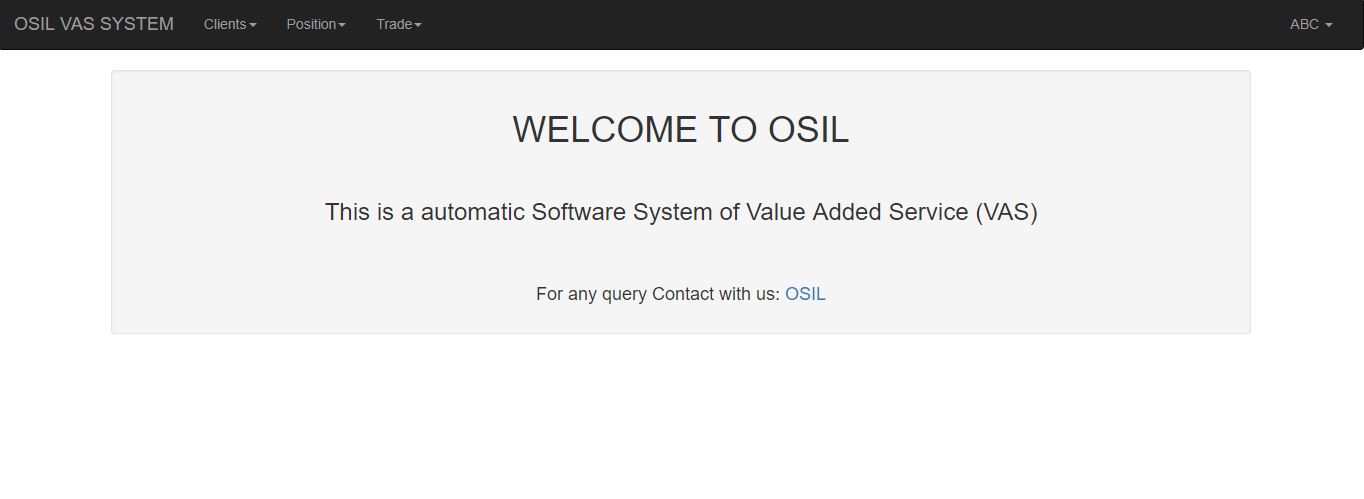 OSIL VAS SYSTEM Clients Position Trade ABC
WELCOME TO OSIL
This is a automatic Software System of Value Added Service (VAS)
For any query Contact with us: OSIL